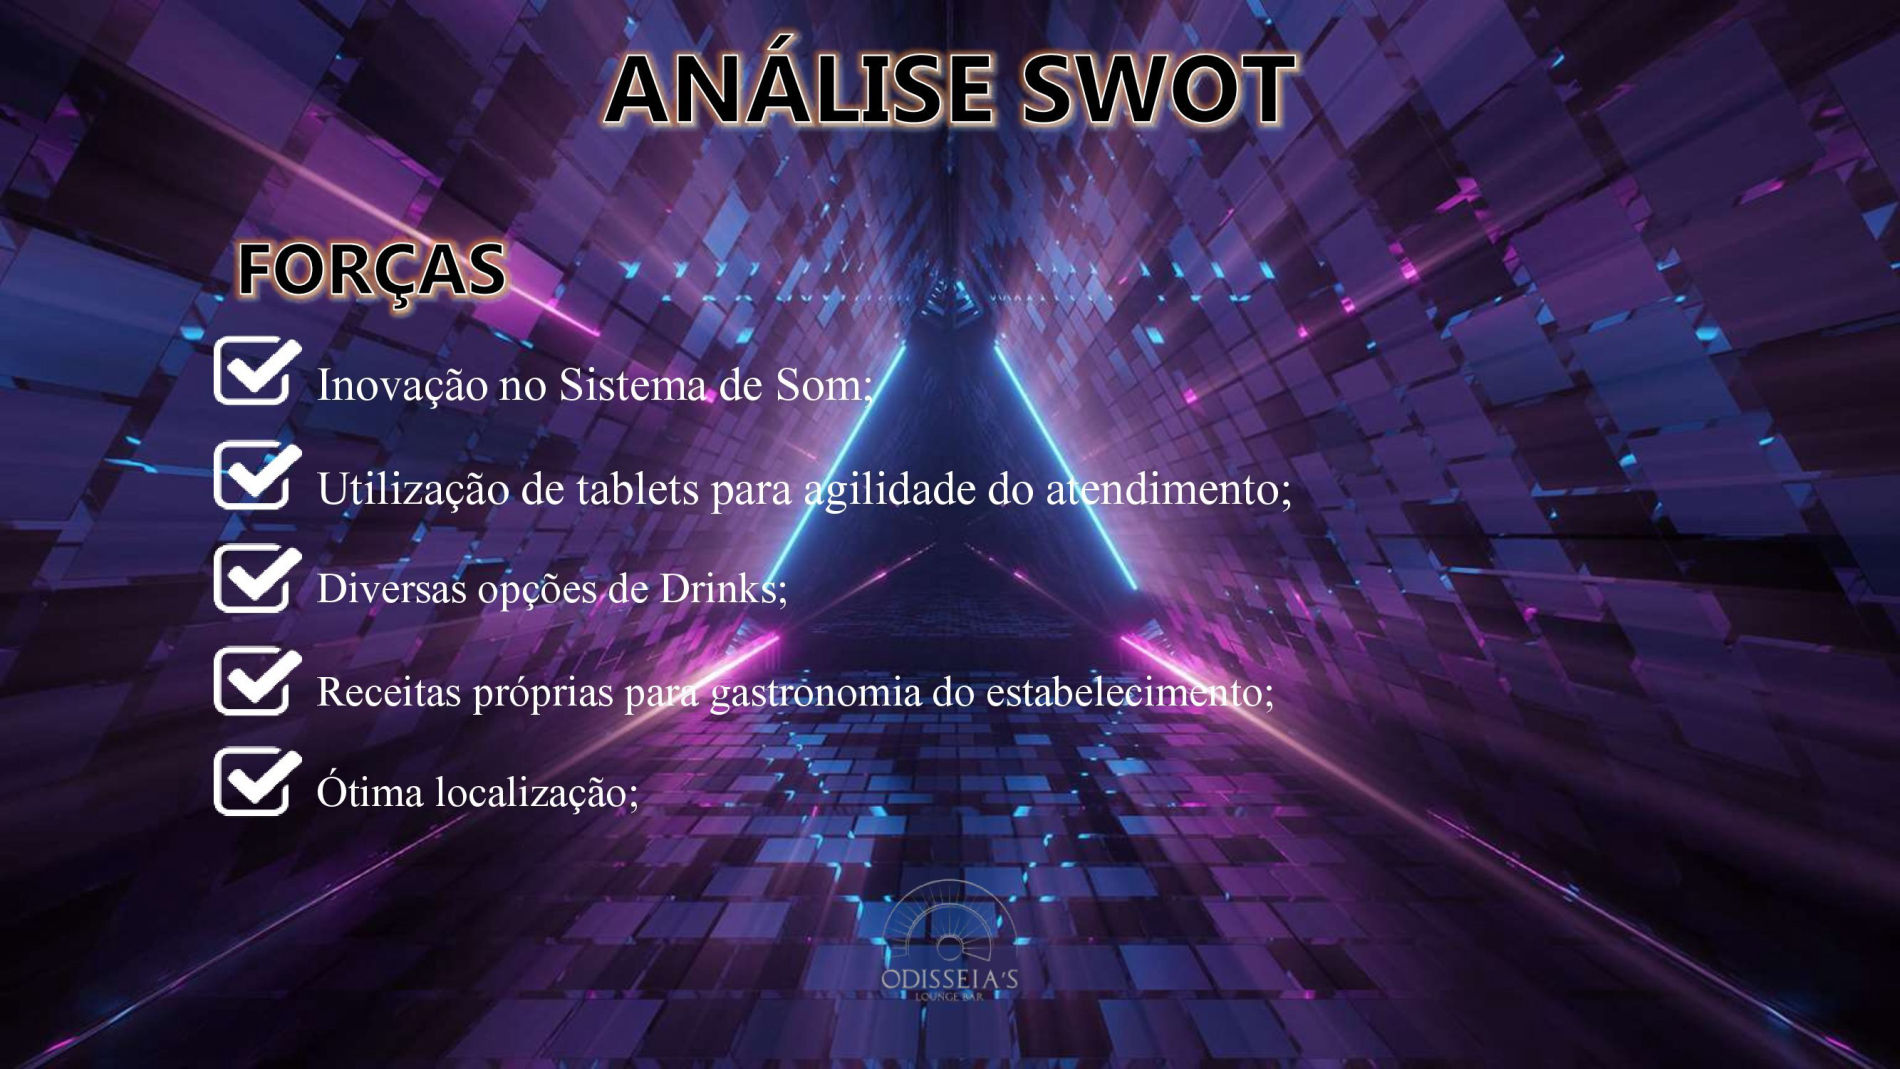 ANÁLISE SWOT
FORÇAS
Inovação no Sistema de Som;
Utilização de tablets para agilidade do atendimento;
Diversas opções de Drinks;
Receitas próprias para gastronomia do estabelecimento;
Ótima localização;
ODISSEIA'S
LOUNGE BAR